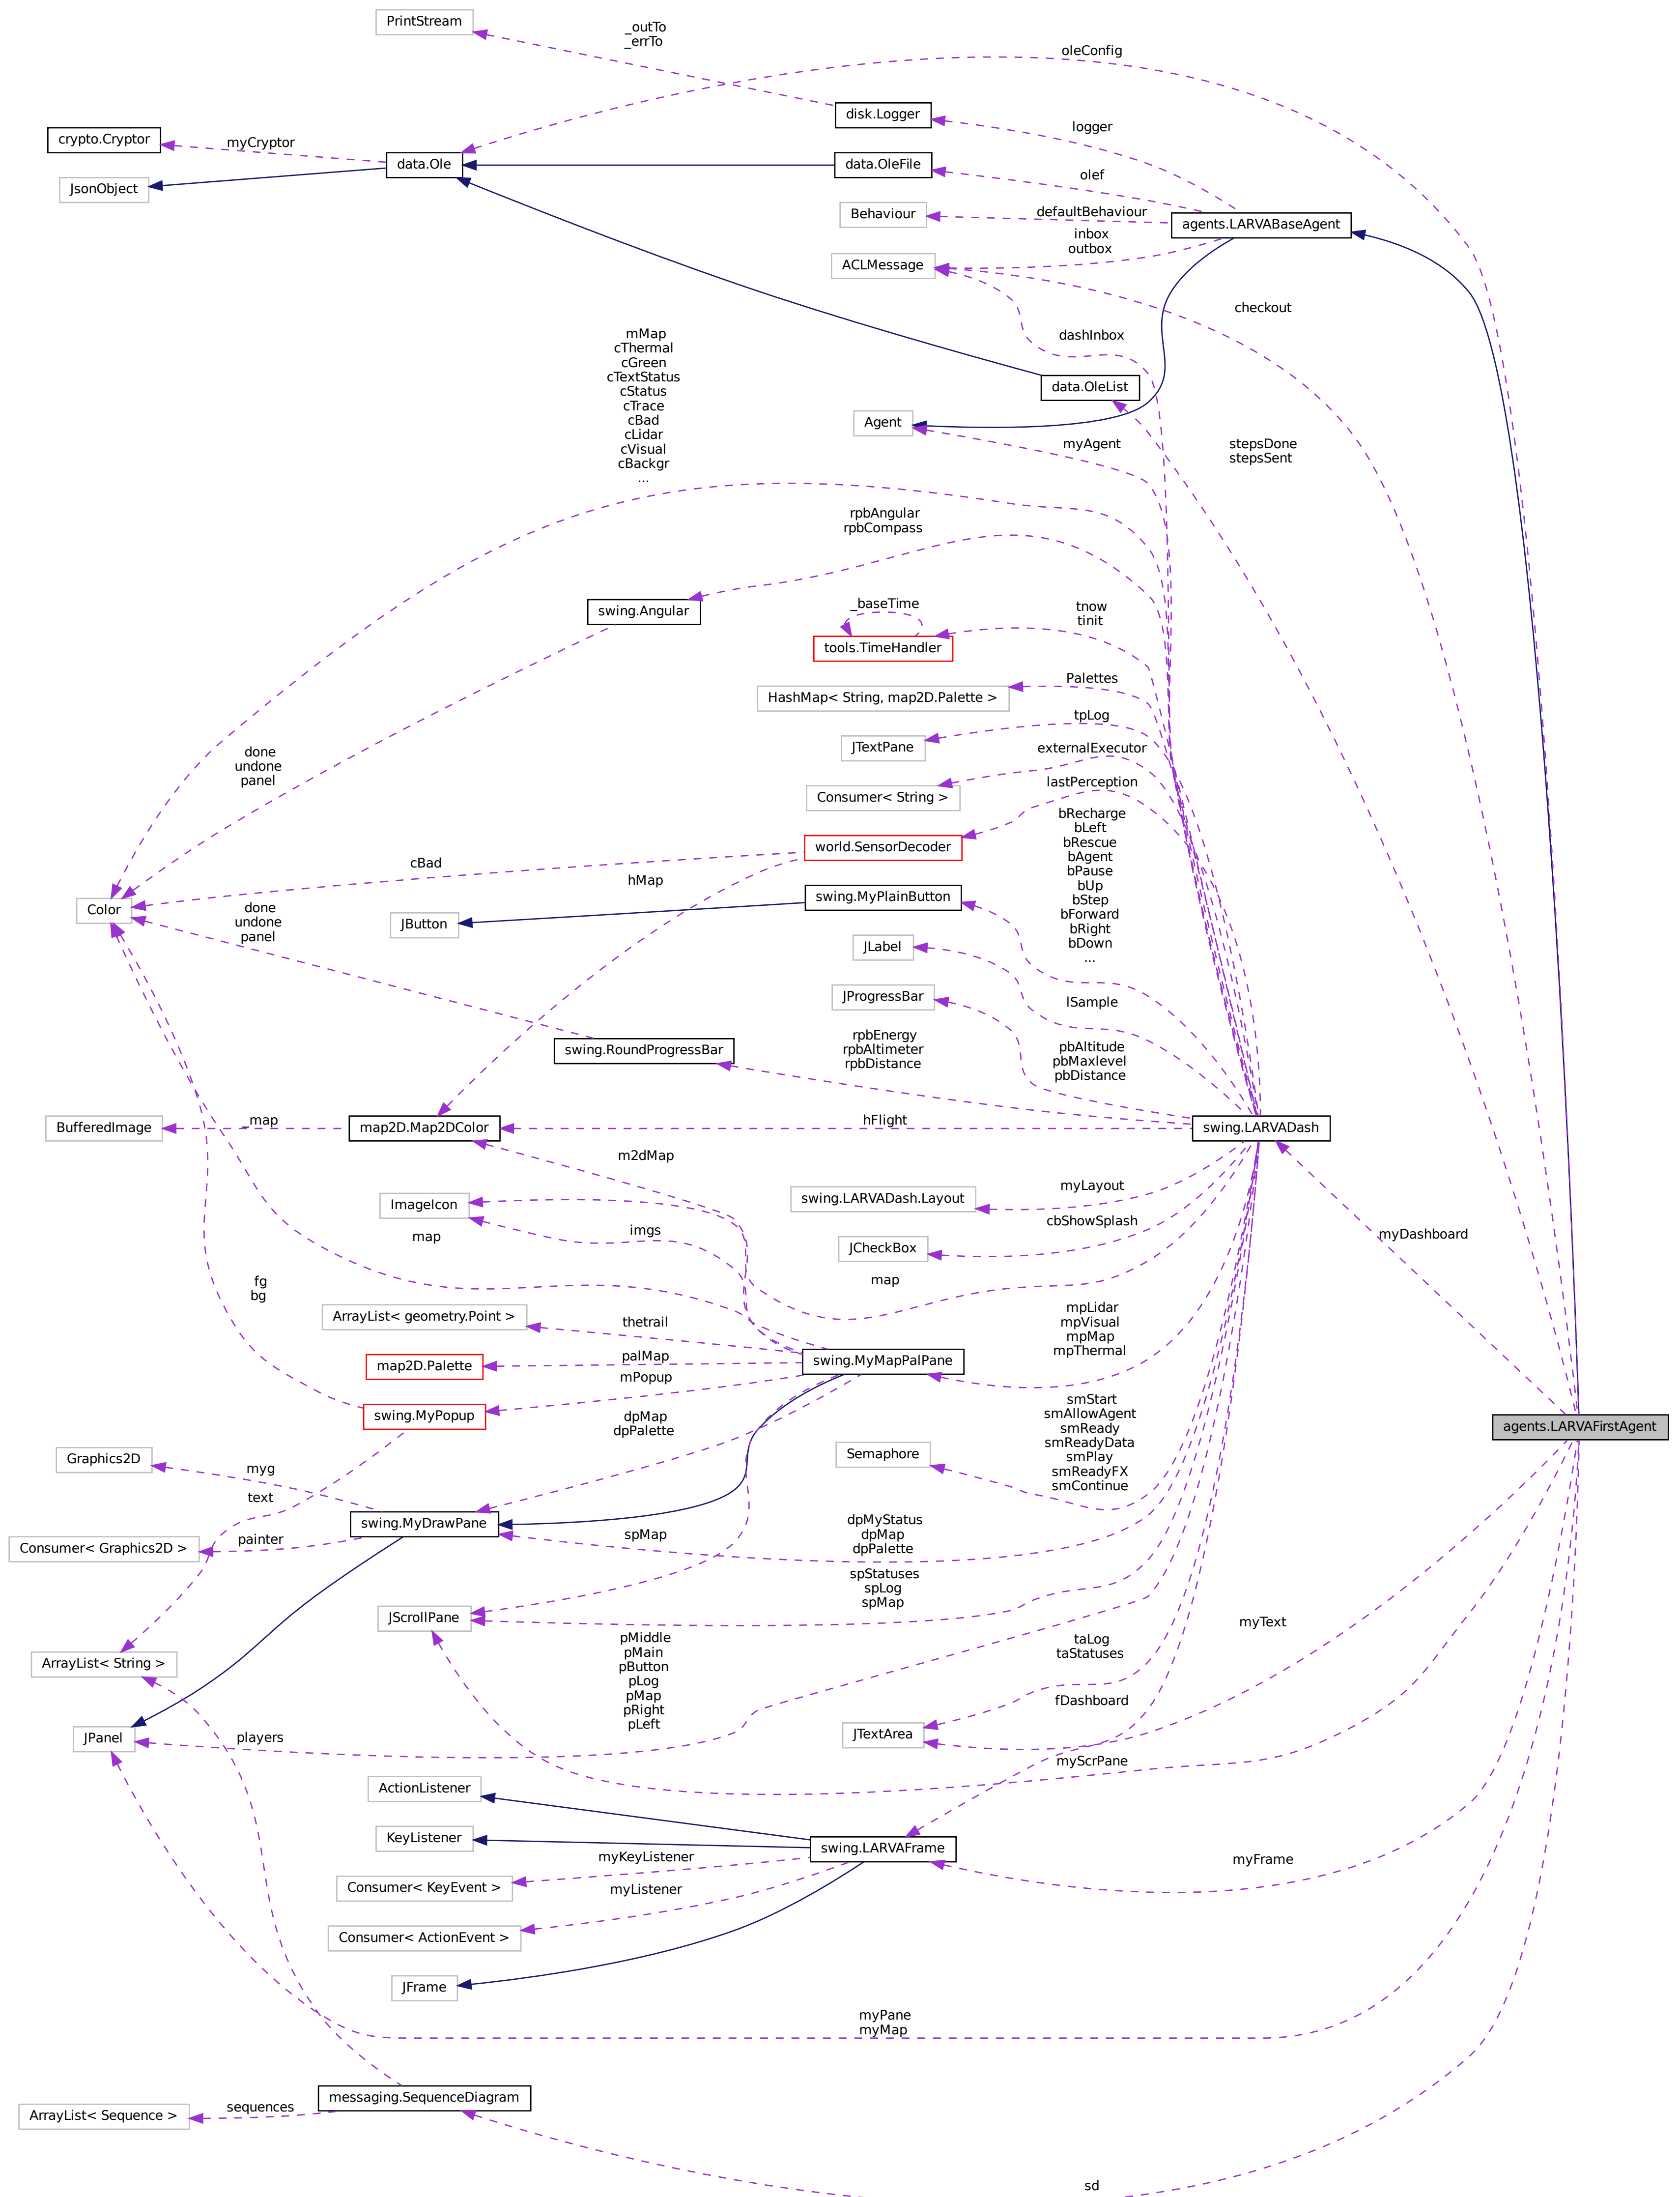 PrintStream
_outTo
_errTo
oleConfig
disk.Logger
logger
crypto.Cryptor
myCryptor
data.Ole
data.OleFile
olef
JsonObject
Behaviour
defaultBehaviour
agents.LARVABaseAgent
inbox
outbox
ACLMessage
checkout
dashInbox
mMap
cThermal
cGreen
cTextStatus
cStatus
cTrace
cBad
cLidar
cVisual
cBackgr
...
data.OleList
Agent
myAgent
stepsDone
stepsSent
rpbAngular
rpbCompass
swing.Angular
_baseTime
tnow
tinit
tools.TimeHandler
Palettes
HashMap< String, map2D.Palette >
tpLog
JTextPane
done
undone
panel
externalExecutor
Consumer< String >
lastPerception
world.SensorDecoder
cBad
hMap
bRecharge
bLeft
bRescue
bAgent
bPause
bUp
bStep
bForward
bRight
bDown
...
swing.MyPlainButton
Color
done
undone
panel
JButton
JLabel
JProgressBar
lSample
swing.RoundProgressBar
rpbEnergy
rpbAltimeter
rpbDistance
pbAltitude
pbMaxlevel
pbDistance
BufferedImage
_map
map2D.Map2DColor
hFlight
swing.LARVADash
m2dMap
swing.LARVADash.Layout
myLayout
ImageIcon
map
imgs
cbShowSplash
JCheckBox
myDashboard
map
fg
bg
ArrayList< geometry.Point >
thetrail
mpLidar
mpVisual
mpMap
mpThermal
map2D.Palette
palMap
swing.MyMapPalPane
mPopup
swing.MyPopup
dpMap
dpPalette
smStart
smAllowAgent
smReady
smReadyData
smPlay
smReadyFX
smContinue
agents.LARVAFirstAgent
Graphics2D
myg
text
Semaphore
swing.MyDrawPane
Consumer< Graphics2D >
painter
spMap
dpMyStatus
dpMap
dpPalette
spStatuses
spLog
spMap
JScrollPane
myText
ArrayList< String >
pMiddle
pMain
pButton
pLog
pMap
pRight
pLeft
taLog
taStatuses
fDashboard
JPanel
players
JTextArea
myScrPane
ActionListener
KeyListener
swing.LARVAFrame
myKeyListener
myFrame
Consumer< KeyEvent >
myListener
Consumer< ActionEvent >
JFrame
myPane
myMap
messaging.SequenceDiagram
ArrayList< Sequence >
sequences
sd